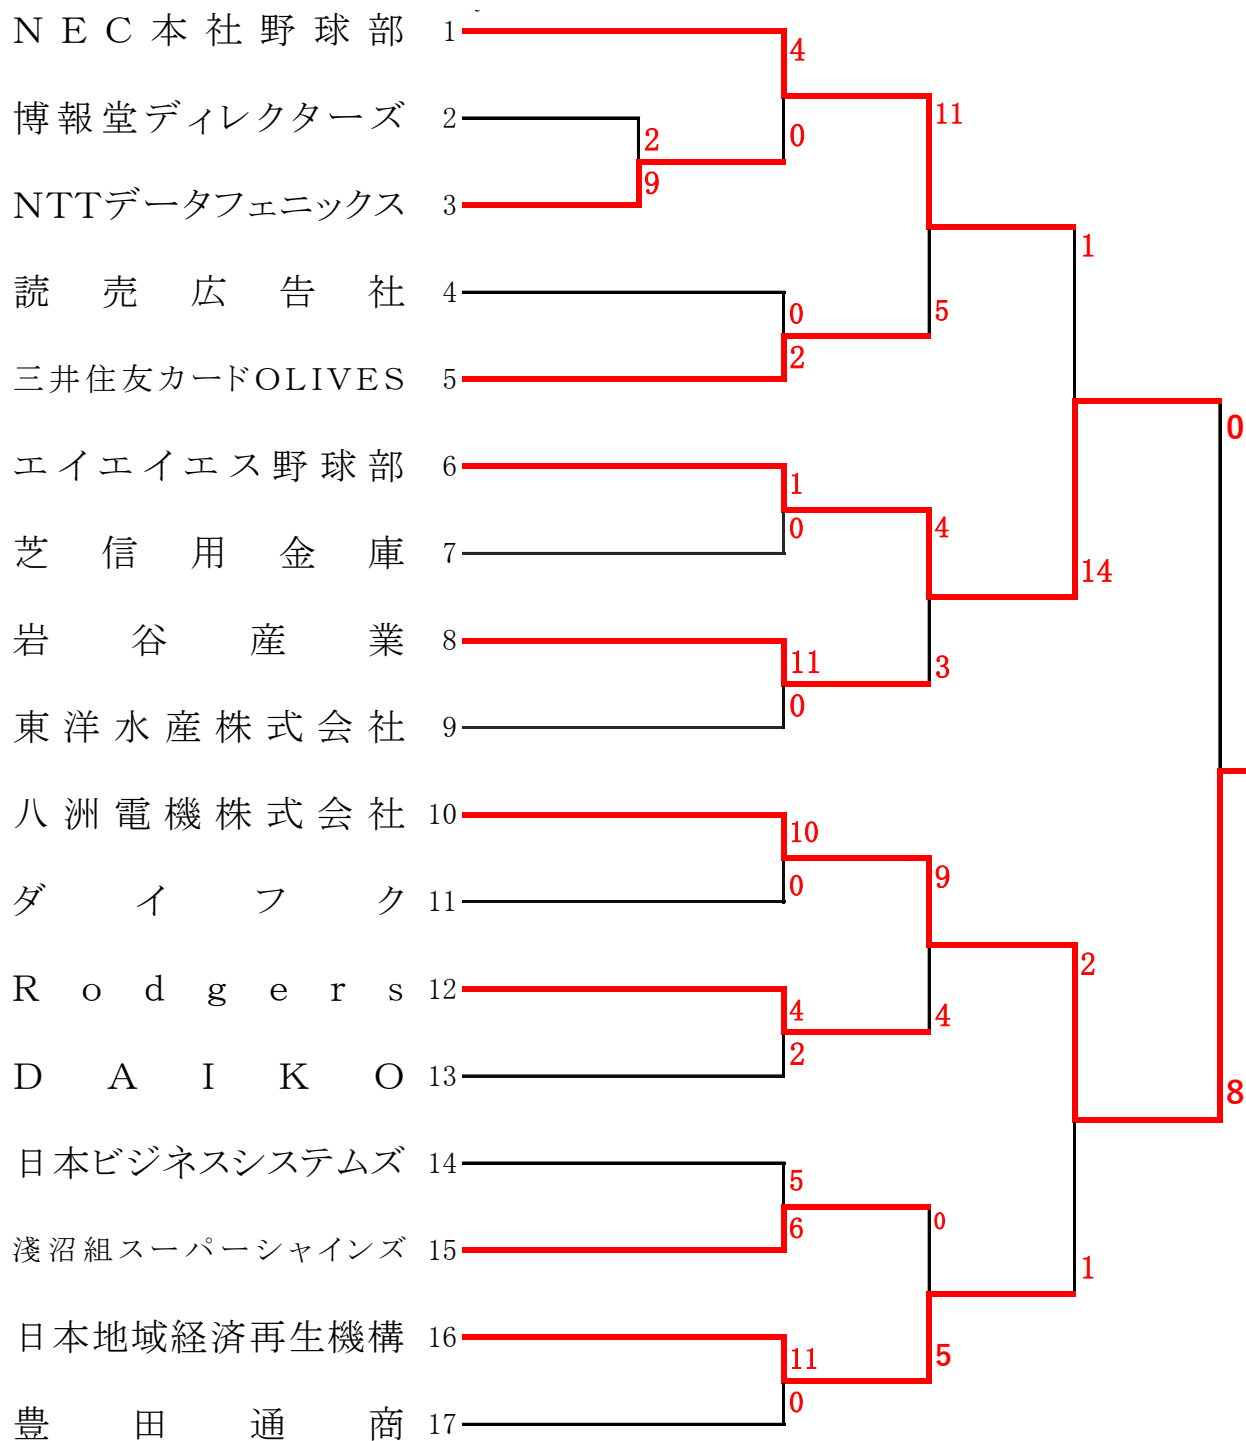 NEC本社野球部 1
4
博報堂ディレクターズ 2
11
2
0
9
NTTデータフェニックス 3
1
読売広告社 4
0
5
2
三井住友カードOLIVES 5
0
エイエイエス野球部 6
1
0
4
芝信用金庫 7
14
岩谷産業 8
11
3
0
東洋水産株式会社 9
八洲電機株式会社 10
10
9
0
ダイフク 11
2
Rodgers 12
4
4
2
DAIKO 13
8
日本ビジネスシステムズ 14
5
0
6
淺沼組スーパーシャインズ 15
1
日本地域経済再生機構 16
11
5
0
豊田通商 17